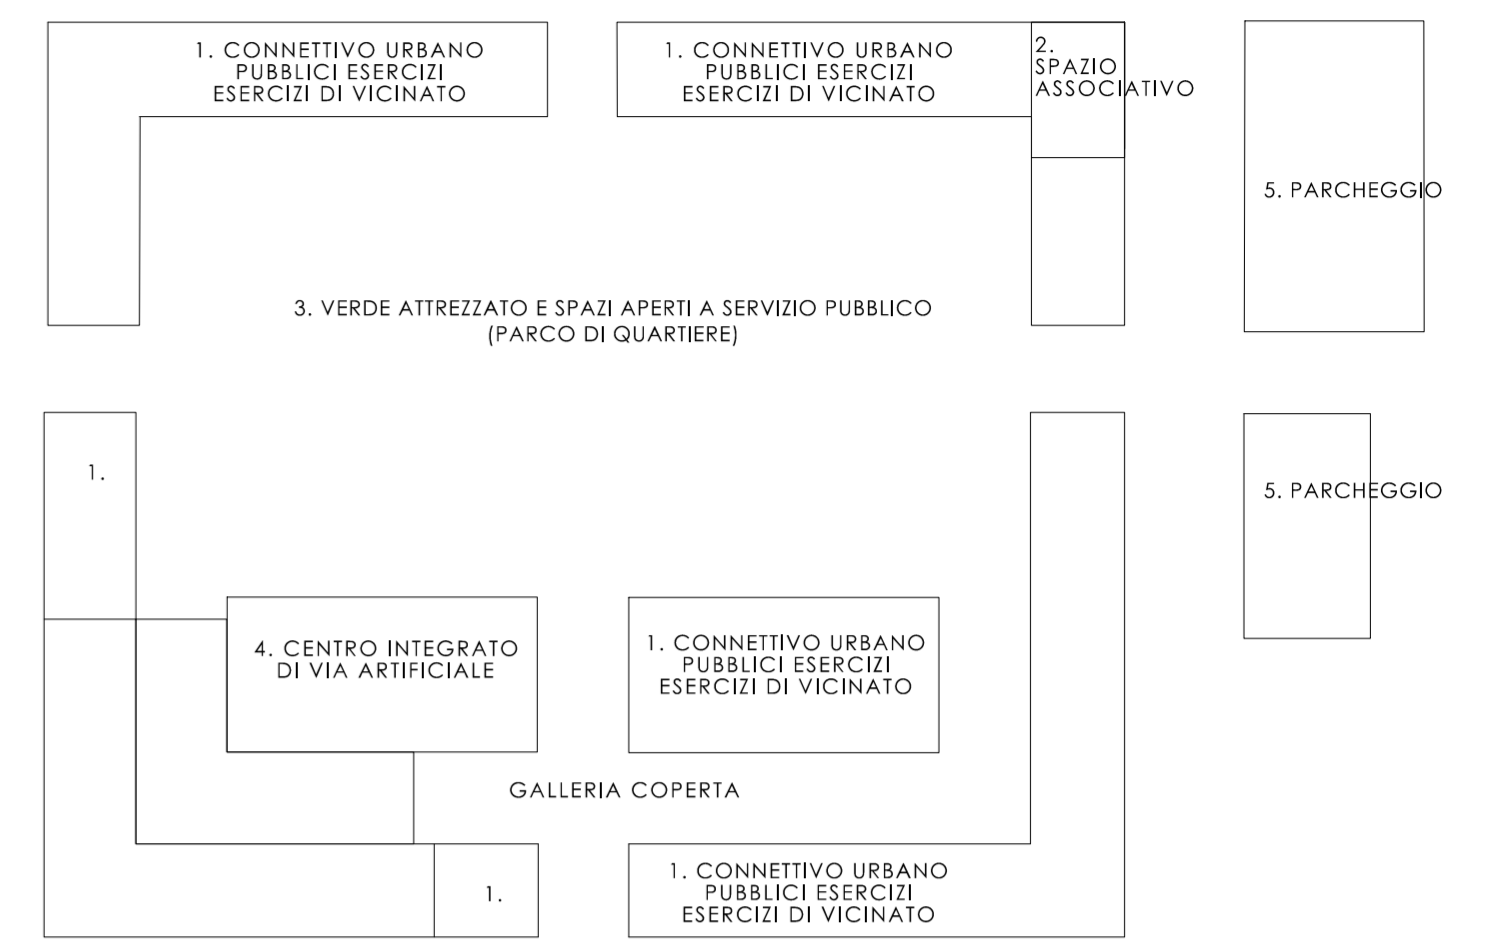 1. CONNETTIVO URBANO
PUBBLICI ESERCIZI
ESERCIZI DI VICINATO
1. CONNETTIVO URBANO
PUBBLICI ESERCIZI
ESERCIZI DI VICINATO
2.
SPAZIO
ASSOCIATIVO
5. PARCHEGGIO
3. VERDE ATTREZZATO E SPAZI APERTI A SERVIZIO PUBBLICO
(PARCO DI QUARTIERE)
1.
5. PARCHEGGIO
4. CENTRO INTEGRATO
DI VIA ARTIFICIALE
1. CONNETTIVO URBANO
PUBBLICI ESERCIZI
ESERCIZI DI VICINATO
GALLERIA COPERTA
1.
1. CONNETTIVO URBANO
PUBBLICI ESERCIZI
ESERCIZI DI VICINATO